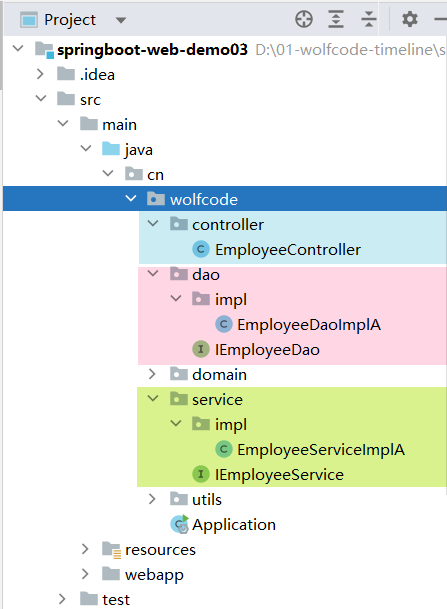 Project
springboot-web-demo03 D:\01-wolfcode-timeline\s
.idea
src
main
java
cn
wolfcode
controller
EmployeeController
dao
impl
EmployeeDaoImplA
IEmployeeDao
domain
service
impl
EmployeeServiceImplA
IEmployeeService
utils
Application
resources
webapp
test